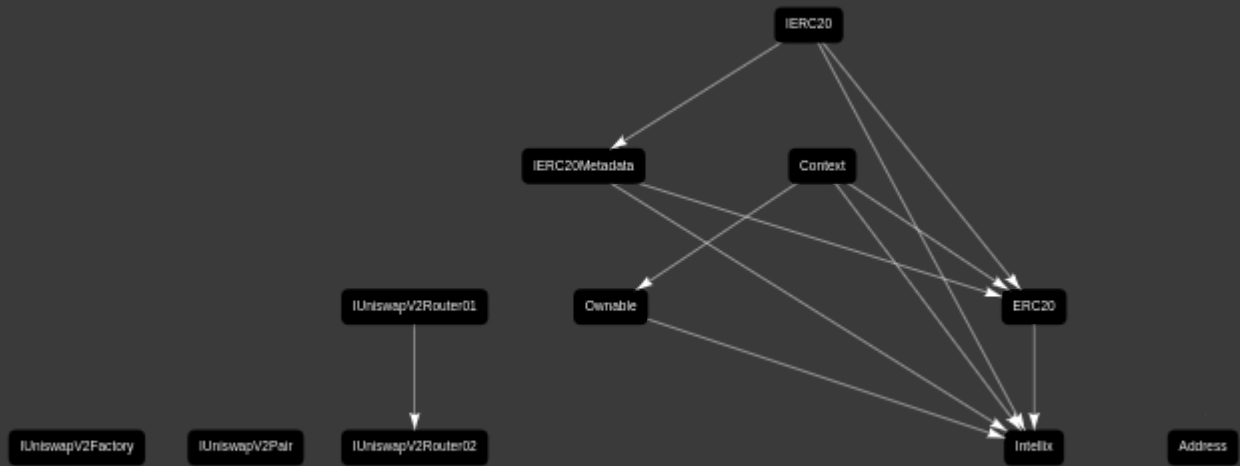 IERC20
IERC20Metadata
Context
IUniswapV2Router01
Ownable
ERC20
IUniswapV2Factory
IUniswapV2Pair
IUniswapV2Router02
Intellix
Address